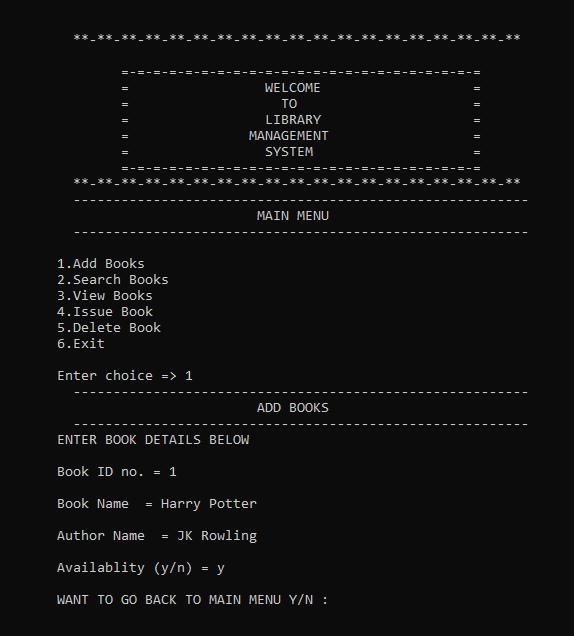 **-**-**-**-**-**-**-**-**-**-**-**-**-**-**-**-**-**-**
=-=-=-=-=-=-=-=-=-=-=-=-=-=-=-=-=-=-=-=-=-=-=
= WELCOME =
= TO =
= LIBRARY =
= MANAGEMENT =
= SYSTEM =
=-=-=-=-=-=-=-=-=-=-=-=-=-=-=-=-=-=-=-=-=-=-=
**-**-**-**-**-**-**-**-**-**-**-**-**-**-**-**-**-**-**
---------------------------------------------------------
MAIN MENU
---------------------------------------------------------
1.Add Books
2.Search Books
3.View Books
4.Issue Book
5.Delete Book
6.Exit
Enter choice => 1
---------------------------------------------------------
ADD BOOKS
---------------------------------------------------------
ENTER BOOK DETAILS BELOW
Book ID no. = 1
Book Name  = Harry Potter
Author Name  = JK Rowling
Availablity (y/n) = y
WANT TO GO BACK TO MAIN MENU Y/N :